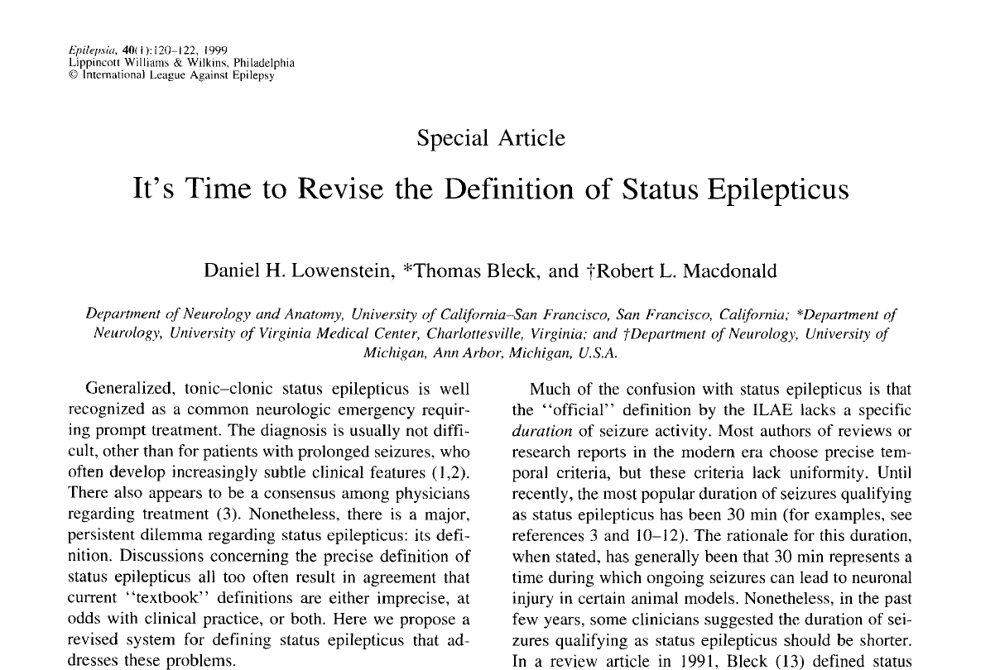 Epilepsia, 40(1):120–122, 1999
Lippincott Williams & Wilkins, Philadelphia
© International League Against Epilepsy
Special Article
It’s Time to Revise the Definition of Status Epilepticus
Daniel H. Lowenstein, *Thomas Bleck, and †Robert L. Macdonald
Department of Neurology and Anatomy, University of California–San Francisco, San Francisco, California; *Department of
Neurology, University of Virginia Medical Center, Charlottesville, Virginia; and †Department of Neurology, University of
Michigan, Ann Arbor, Michigan, U.S.A.
Generalized, tonic–clonic status epilepticus is well
recognized as a common neurologic emergency requir-
ing prompt treatment. The diagnosis is usually not diffi-
cult, other than for patients with prolonged seizures, who
often develop increasingly subtle clinical features (1,2).
There also appears to be a consensus among physicians
regarding treatment (3). Nonetheless, there is a major,
persistent dilemma regarding status epilepticus: its defi-
nition. Discussions concerning the precise definition of
status epilepticus all too often result in agreement that
current ‘‘textbook’’ definitions are either imprecise, at
odds with clinical practice, or both. Here we propose a
revised system for defining status epilepticus that ad-
dresses these problems.
Much of the confusion with status epilepticus is that
the ‘‘official’’ definition by the ILAE lacks a specific
duration of seizure activity. Most authors of reviews or
research reports in the modern era choose precise tem-
poral criteria, but these criteria lack uniformity. Until
recently, the most popular duration of seizures qualifying
as status epilepticus has been 30 min (for examples, see
references 3 and 10–12). The rationale for this duration,
when stated, has generally been that 30 min represents a
time during which ongoing seizures can lead to neuronal
injury in certain animal models. Nonetheless, in the past
few years, some clinicians suggested the duration of sei-
zures qualifying as status epilepticus should be shorter.
In a review article in 1991, Bleck (13) defined status